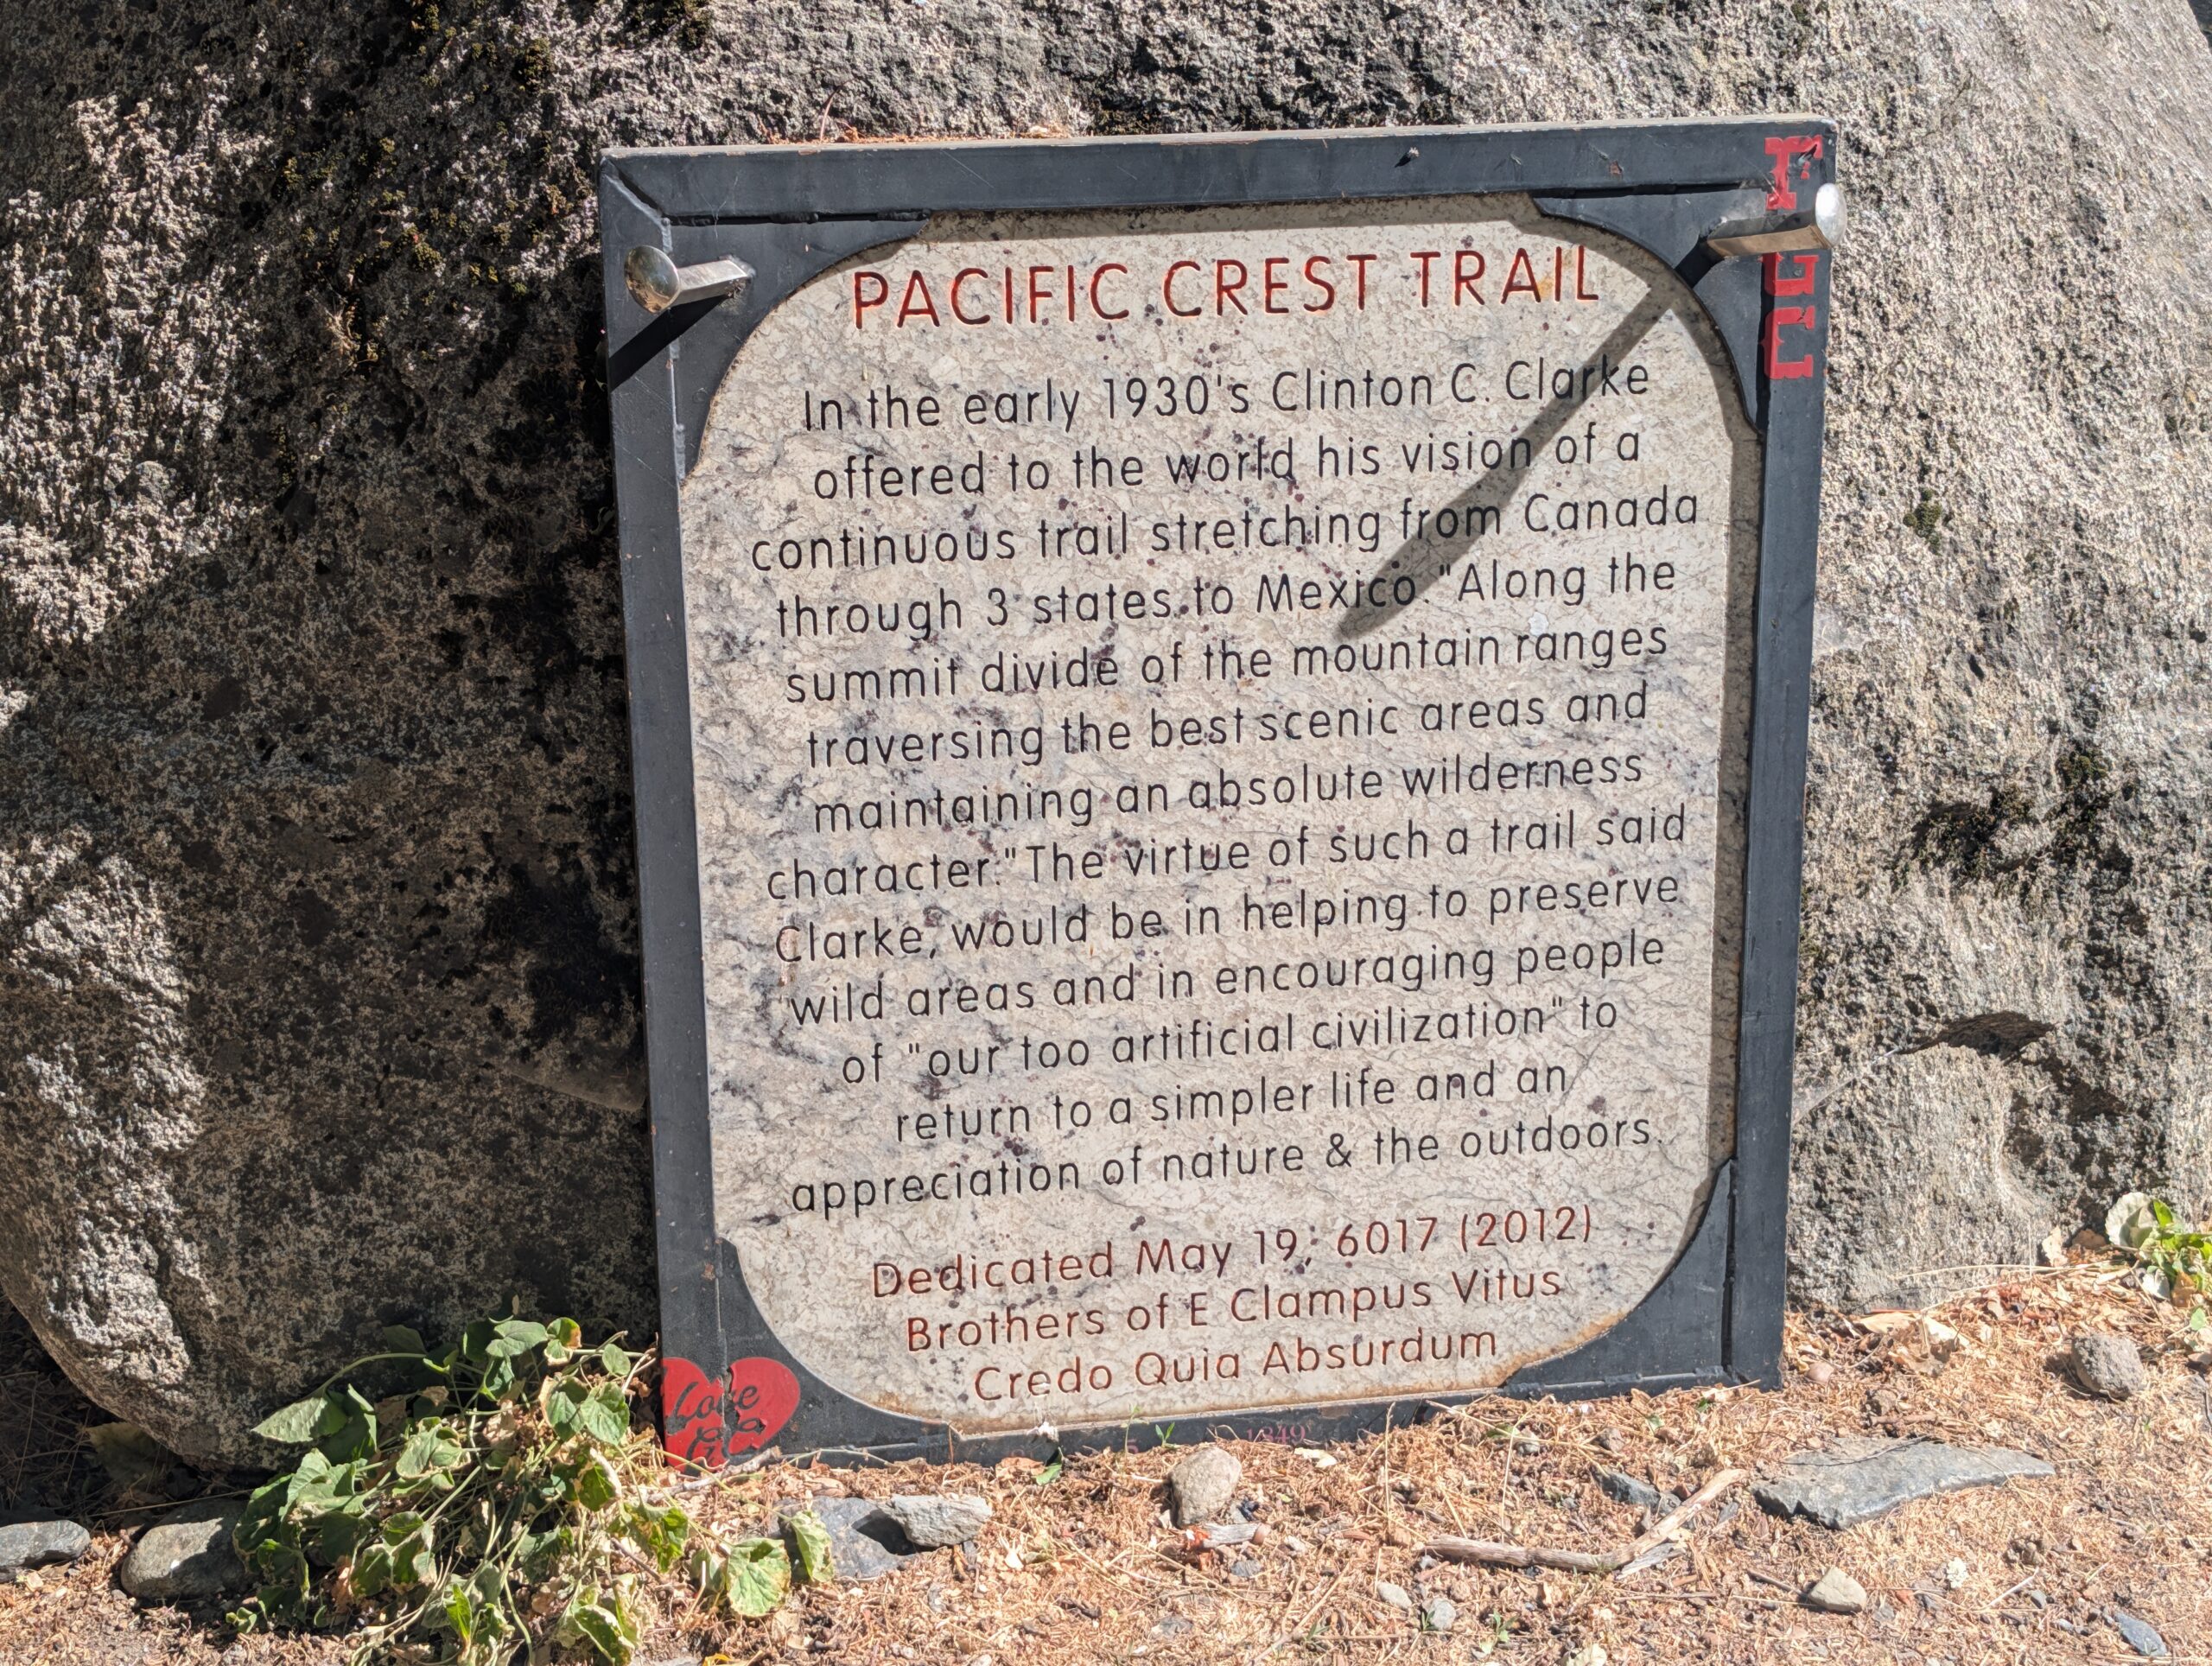 PACIFIC CREST TRAIL
In the early 1930's Clinton C. Clarke
offered to the world his vision of a
continuous trail stretching from Canada
through 3 states to Mexico. "Along the
summit divide of the mountain ranges
traversing the best scenic areas and
maintaining an absolute wilderness
character." The virtue of such a trail said
Clarke, would be in helping to preserve
wild areas and in encouraging people
of "our too artificial civilization" to
return to a simpler life and an
appreciation of nature & the outdoors.
Dedicated May 19, 6017 (2012)
Brothers of E Clampus Vitus
Credo Quia Absurdum
Love
1849